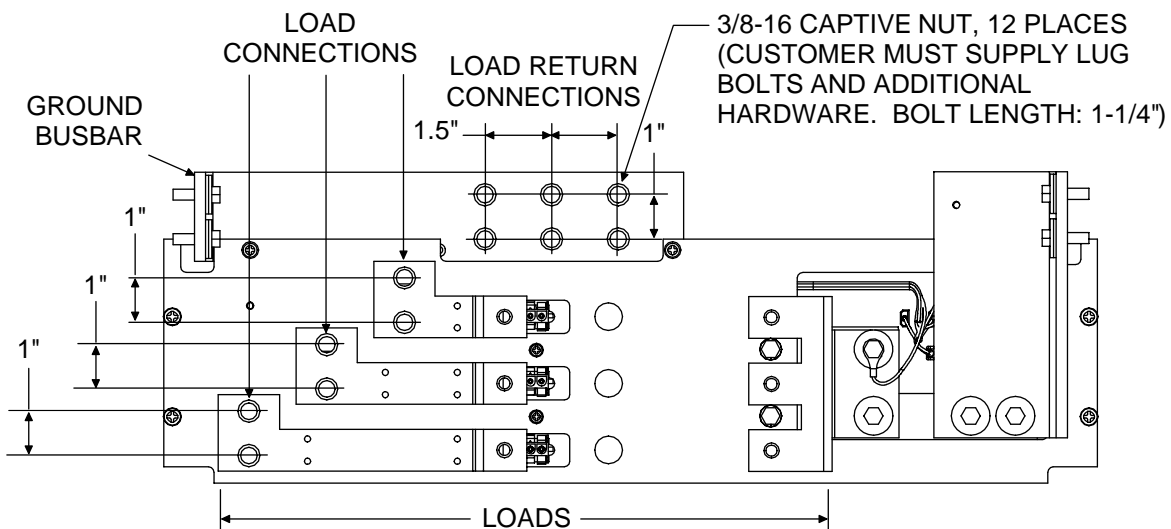 LOAD
CONNECTIONS
3/8-16 CAPTIVE NUT, 12 PLACES
(CUSTOMER MUST SUPPLY LUG
BOLTS AND ADDITIONAL
HARDWARE.  BOLT LENGTH: 1-1/4")
LOAD RETURN
CONNECTIONS
GROUND
BUSBAR
1.5"
1"
1"
1"
1"
LOADS